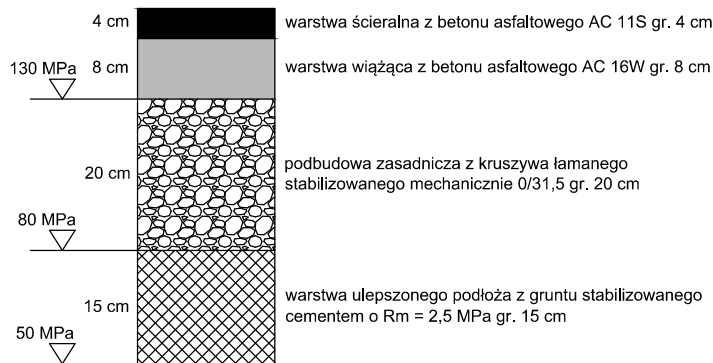 4 cm warstwa ścieralna z betonu asfaltowego AC 11S gr. 4 cm
130 MPa 8 cm warstwa wiążąca z betonu asfaltowego AC 16W gr. 8 cm
20 cm podbudowa zasadnicza z kruszywa łamanego
stabilizowanego mechanicznie 0/31,5 gr. 20 cm
80 MPa
15 cm warstwa ulepszonego podłoża z gruntu stabilizowanego
cementem o Rm = 2,5 MPa gr. 15 cm
50 MPa